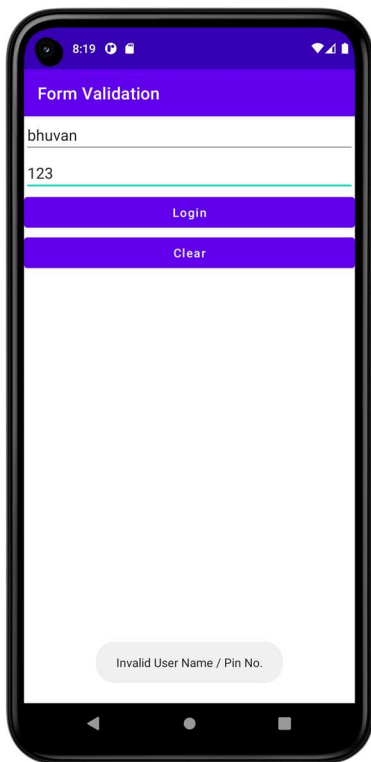 8:19
Form Validation
bhuvan
123
Login
Clear
Invalid User Name / Pin No.